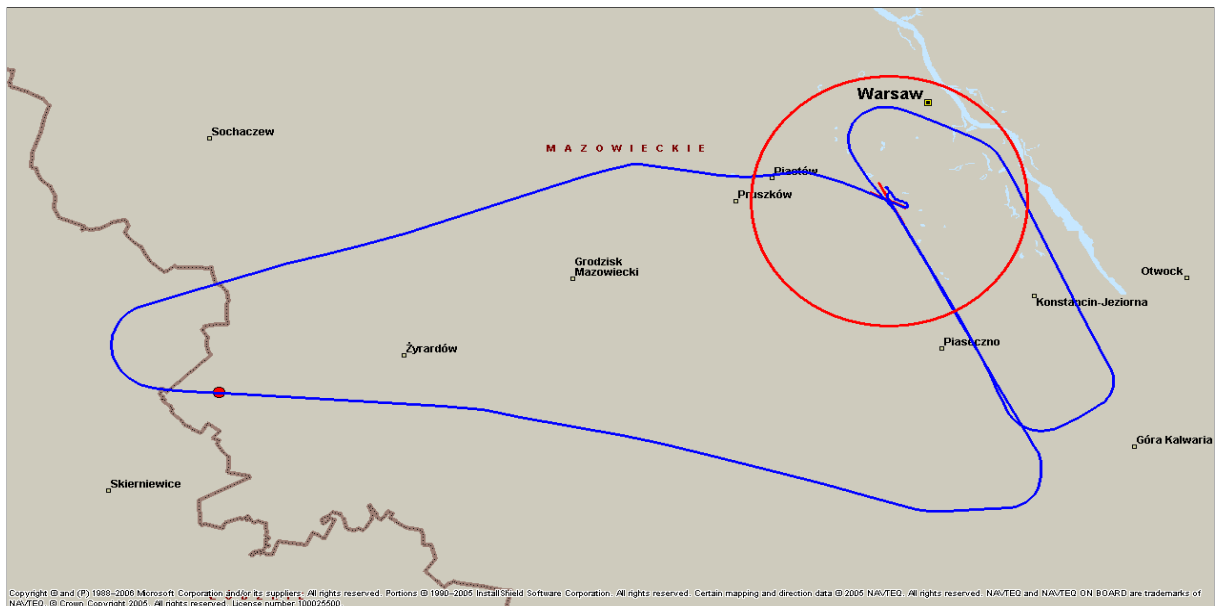 Warsaw
Sochaczew
MAZOWIECKIE
Piastów
Pruszków
Grodzisk
Mazowiecki
Otwock
Konstancin-Jeziorna
Piaseczno
Żyrardów
Góra Kalwaria
Skierniewice
Copyright © and (P) 1988–2006 Microsoft Corporation and/or its suppliers. All rights reserved. Portions © 1990–2005 InstallShield Software Corporation. All rights reserved. Certain mapping and direction data © 2005 NAVTEQ. All rights reserved. NAVTEQ and NAVTEQ ON BOARD are trademarks of
NAVTEQ. © Crown Copyright 2005. All rights reserved. License number 100025500.